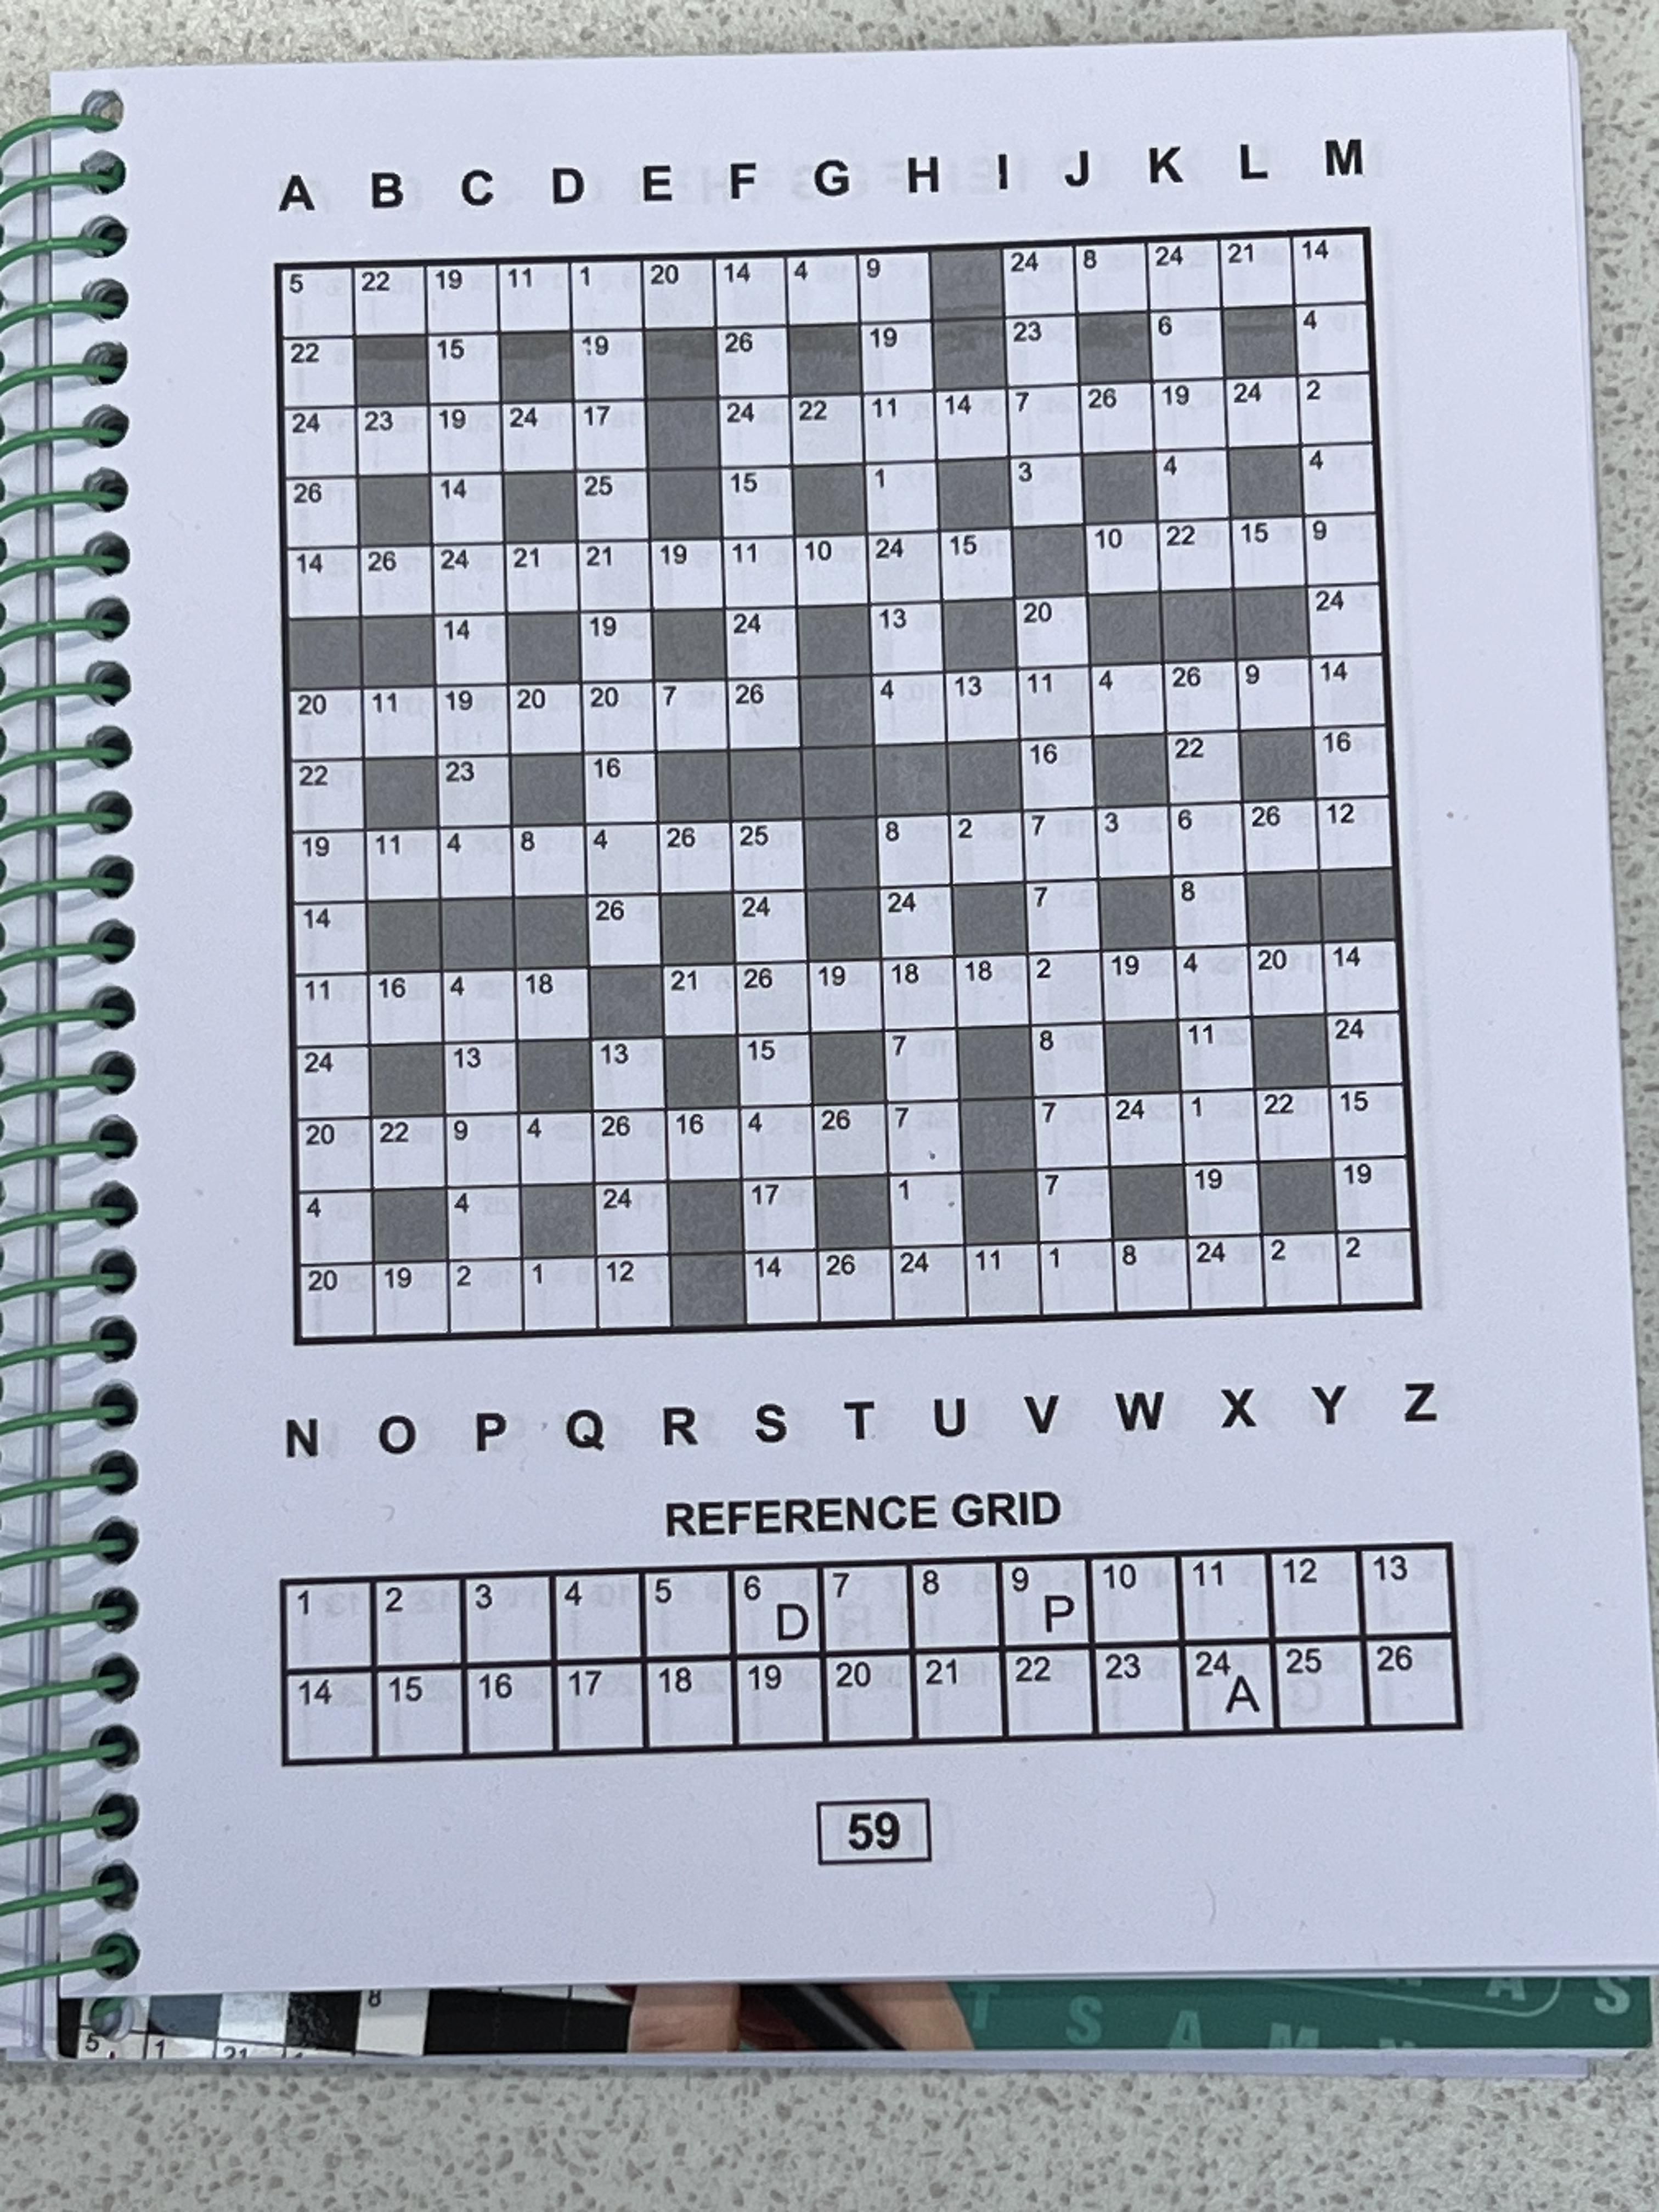 A B C D E F G H I J K L M
5 22 19 11 1 20 14 4 9 24 8 24 21 14
22 15 19 26 19 23 6 4
24 23 19 24 17 24 22 11 14 7 26 19 24 2
26 14 25 15 1 3 4 4
14 26 24 21 21 19 11 10 24 15 10 22 15 9
14 19 24 13 20 24
20 11 19 20 20 7 26 4 13 11 4 26 9 14
22 23 16 16 22 16
19 11 4 8 4 26 25 8 2 7 3 6 26 12
14 26 24 24 7 8
11 16 4 18 21 26 19 18 18 2 19 4 20 14
24 13 13 15 7 8 11 24
20 22 9 4 26 16 4 26 7 7 24 1 22 15
4 4 24 17 1 7 19 19
20 19 2 1 12 14 26 24 11 1 8 24 2 2
N O P Q R S T U V W X Y Z
REFERENCE GRID
1 2 3 4 5 6 D 7 8 9 P 10 11 12 13
14 15 16 17 18 19 20 21 22 23 24 A 25 26
59
8
5 1 21
A S
T S A M